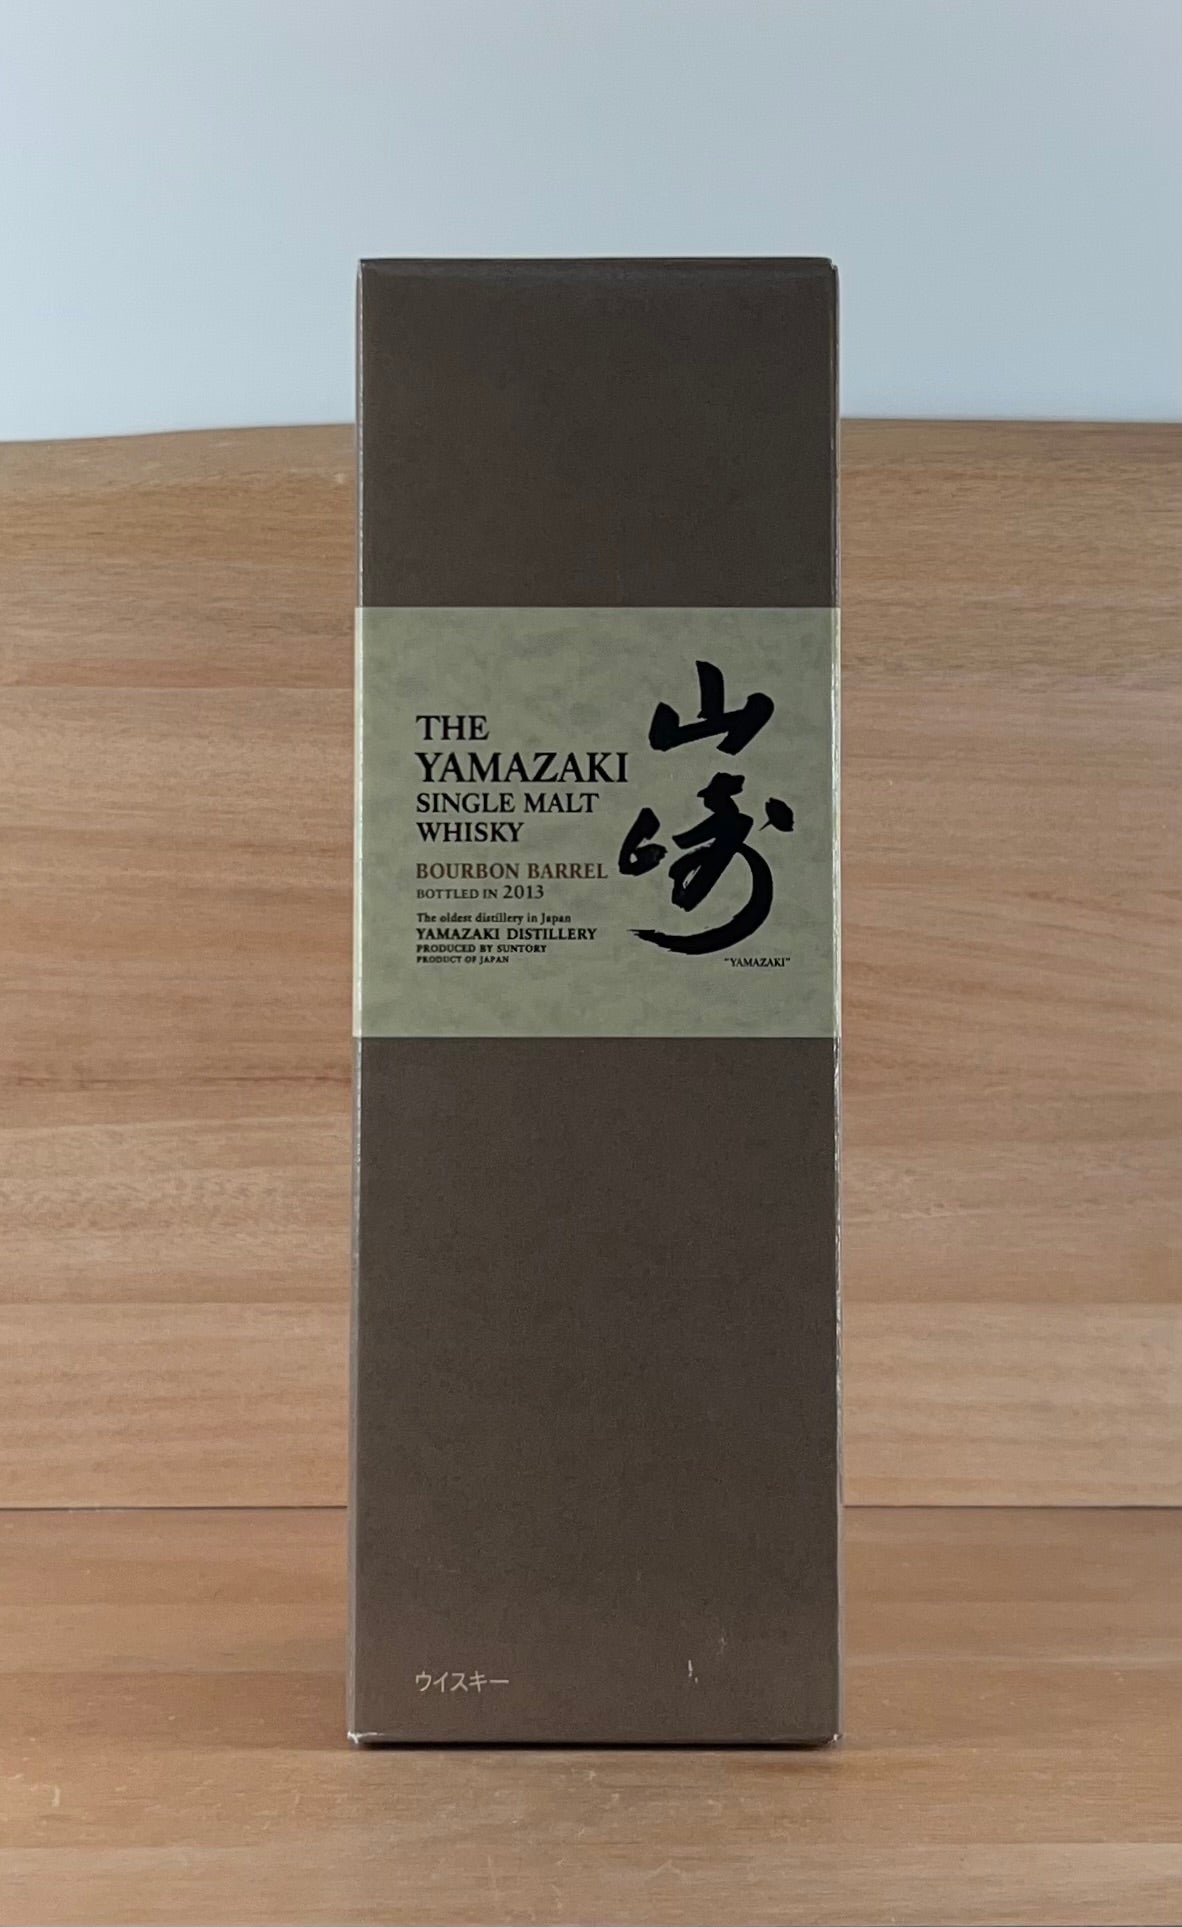 THE
YAMAZAKI
SINGLE MALT
WHISKY
BOURBON BARREL
BOTTLED IN 2013
The oldest distillery in Japan
YAMAZAKI DISTILLERY
PRODUCED BY SUNTORY
PRODUCT OF JAPAN
山崎
"YAMAZAKI"
ウイスキー